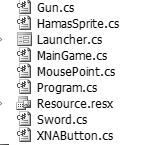 Gun.cs
HamasSprite.cs
Launcher.cs
MainGame.cs
MousePoint.cs
Program.cs
Resource.resx
Sword.cs
XNAButton.cs